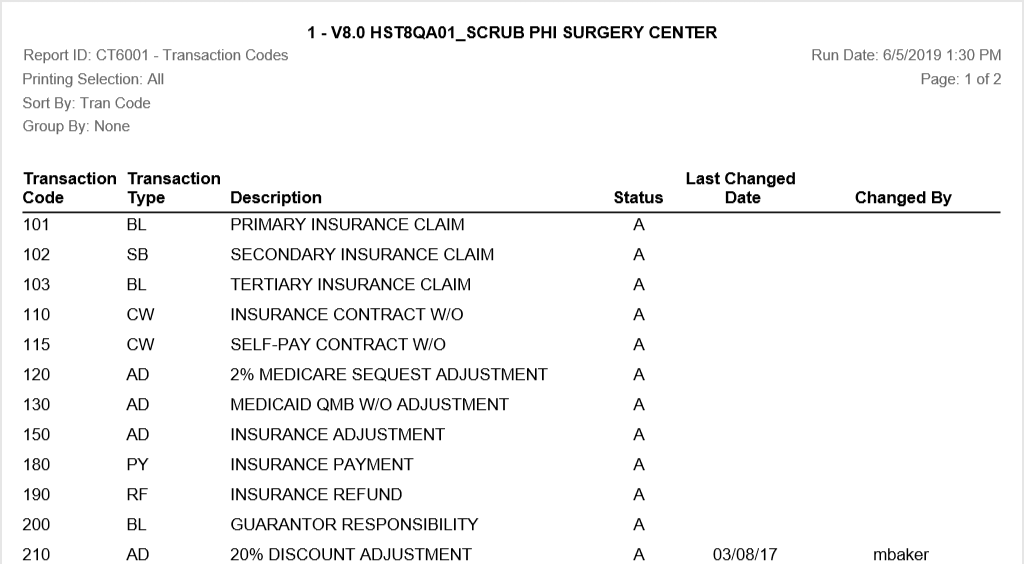 1 - V8.0 HST8QA01_SCRUB PHI SURGERY CENTER
Report ID: CT6001 - Transaction Codes Run Date: 6/5/2019 1:30 PM
Printing Selection: All Page: 1 of 2
Sort By: Tran Code
Group By: None
Transaction Transaction Last Changed
Code Type Description Status Date Changed By
101 BL PRIMARY INSURANCE CLAIM A
102 SB SECONDARY INSURANCE CLAIM A
103 BL TERTIARY INSURANCE CLAIM A
110 CW INSURANCE CONTRACT W/O A
115 CW SELF-PAY CONTRACT W/O A
120 AD 2% MEDICARE SEQUEST ADJUSTMENT A
130 AD MEDICAID QMB W/O ADJUSTMENT A
150 AD INSURANCE ADJUSTMENT A
180 PY INSURANCE PAYMENT A
190 RF INSURANCE REFUND A
200 BL GUARANTOR RESPONSIBILITY A
210 AD 20% DISCOUNT ADJUSTMENT A 03/08/17 mbaker